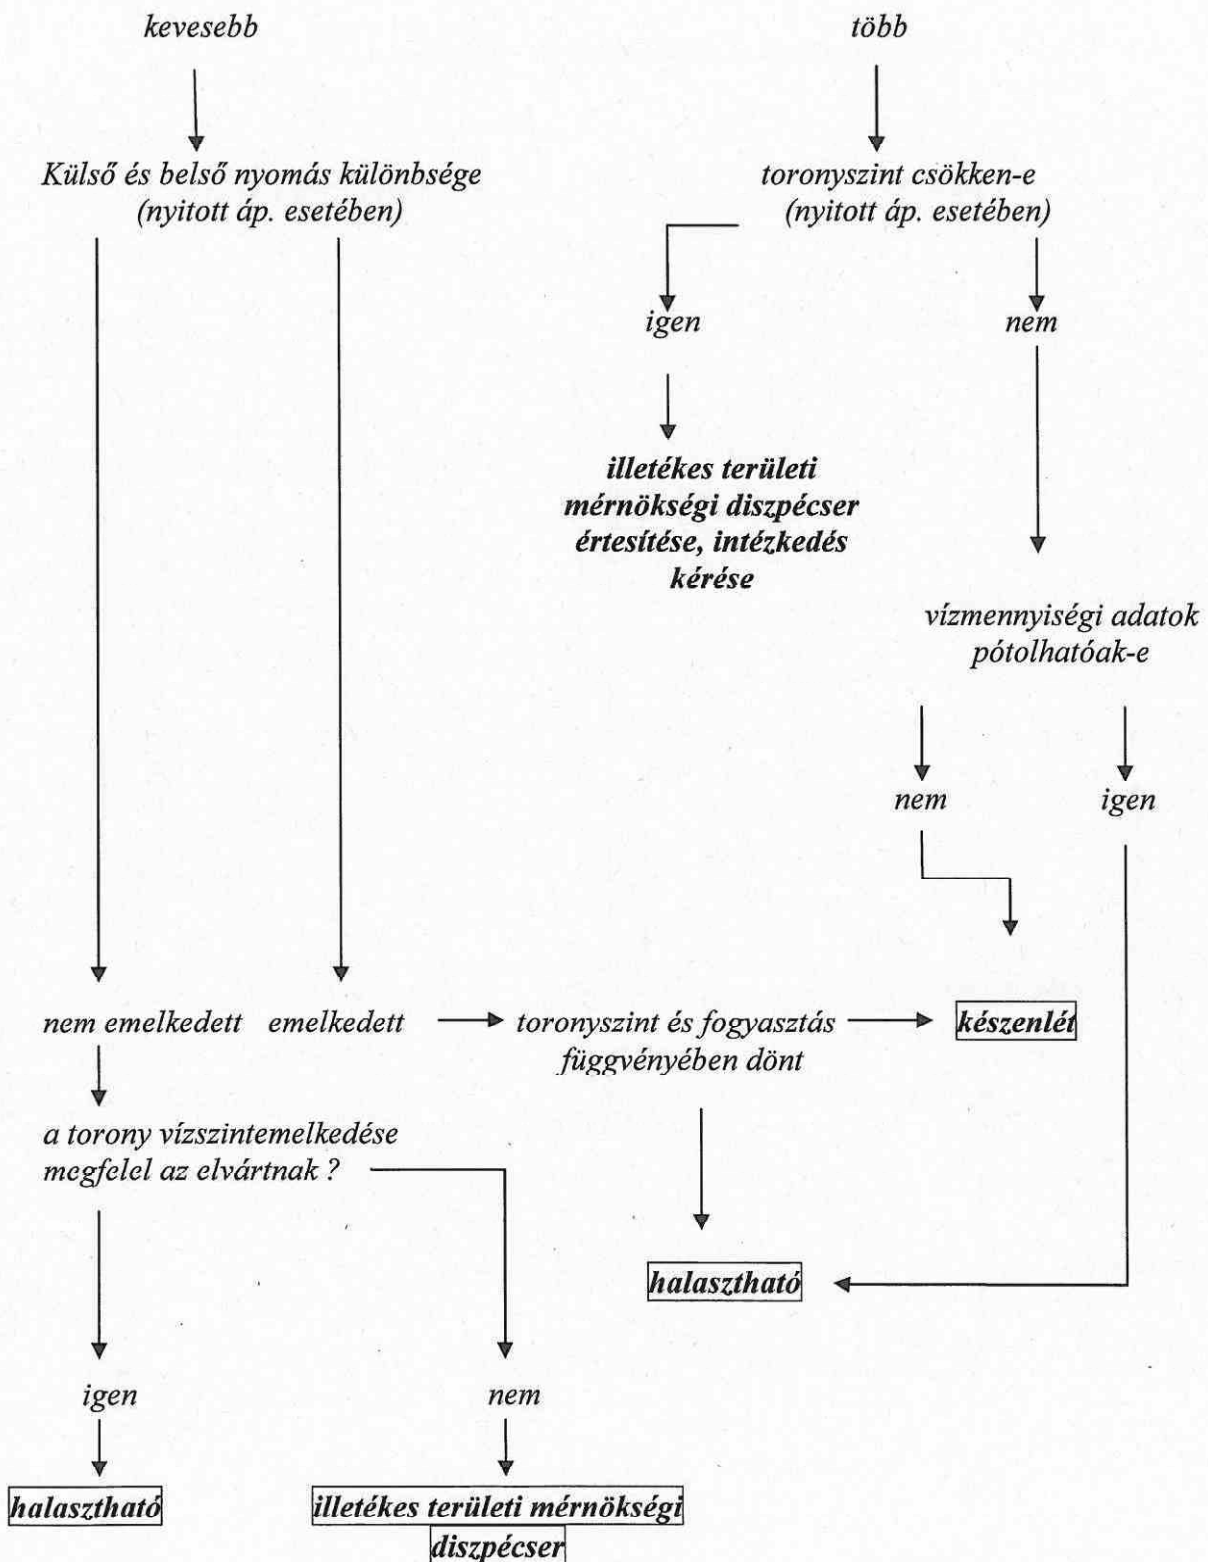 kevesebb
több
Külső és belső nyomás különbsége
(nyitott áp. esetében)
toronyszint csökken-e
(nyitott áp. esetében)
igen
nem
illetékes területi
mérnökségi diszpécser
értesítése, intézkedés
kérése
vízmennyiségi adatok
pótolhatóak-e
nem
igen
nem emelkedett
emelkedett
toronyszint és fogyasztás
függvényében dönt
készenlét
a torony vízszintemelkedése
megfelel az elvártnak ?
halasztható
igen
nem
halasztható
illetékes területi mérnökségi
diszpécser